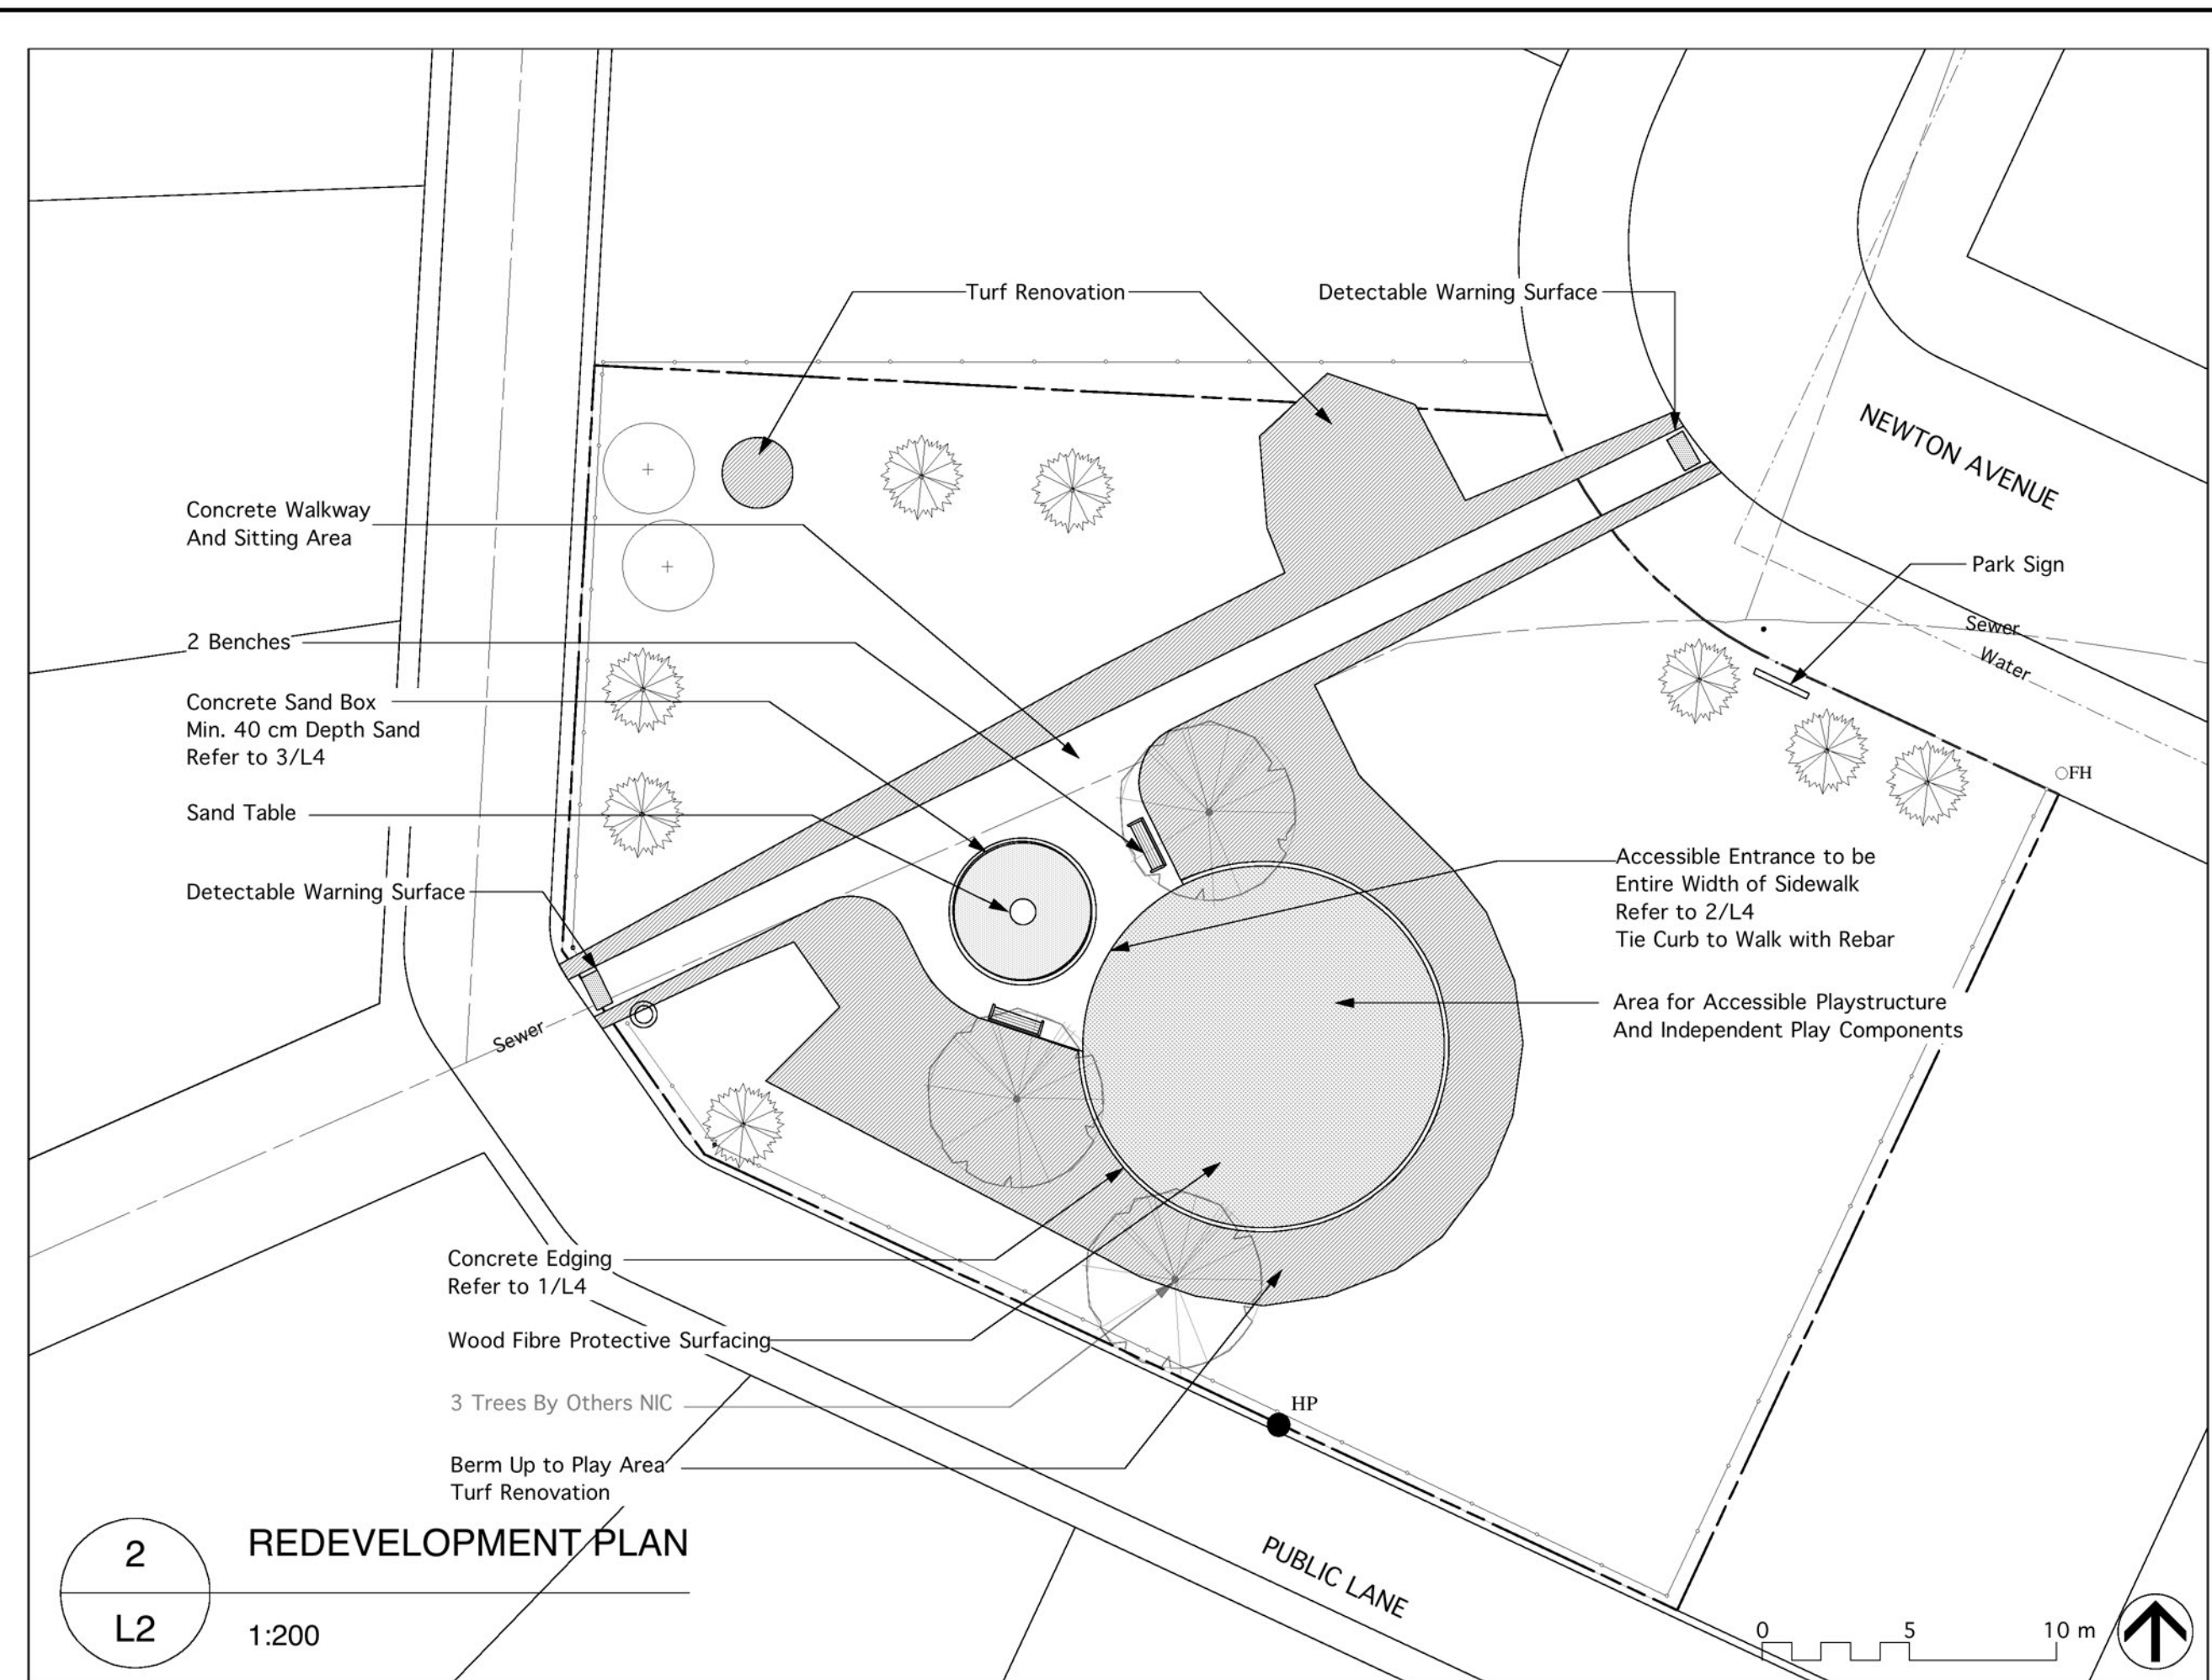 Turf Renovation
Detectable Warning Surface
NEWTON AVENUE
Concrete Walkway
And Sitting Area
Park Sign
2 Benches
Sewer
Water
Concrete Sand Box
Min. 40 cm Depth Sand
Refer to 3/L4
FH
Sand Table
Accessible Entrance to be
Entire Width of Sidewalk
Refer to 2/L4
Tie Curb to Walk with Rebar
Detectable Warning Surface
Area for Accessible Playstructure
And Independent Play Components
Sewer
Concrete Edging
Refer to 1/L4
Wood Fibre Protective Surfacing
3 Trees By Others NIC
HP
Berm Up to Play Area
Turf Renovation
PUBLIC LANE
2
L2
REDEVELOPMENT PLAN
1:200
0 5 10 m